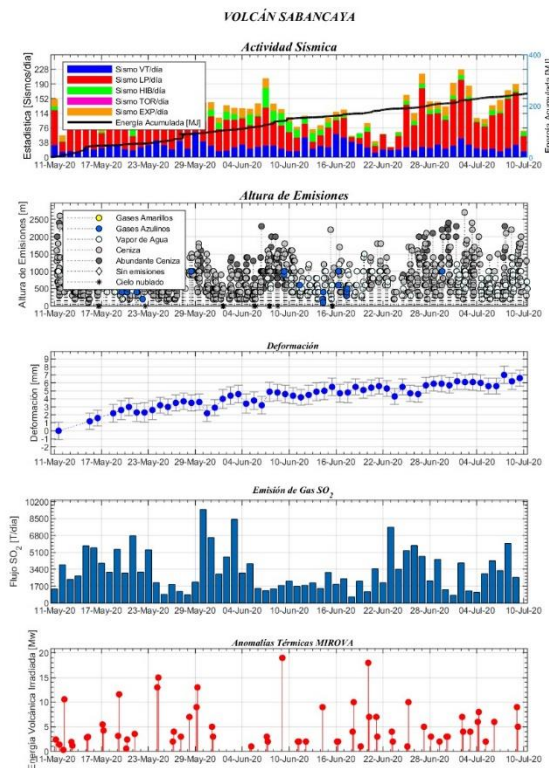 VOLCÁN SABANCAYA
Actividad Sísmica
Estadística [Sismos/día]
228
190
152
114
76
38
0
Sismo VT/día
Sismo LP/día
Sismo HIB/día
Sismo TOR/día
Sismo EXP/día
Energía Acumulada [MJ]
400
200
0
Energía Acumulada [MJ]
11-May-20 17-May-20 23-May-20 29-May-20 04-Jun-20 10-Jun-20 16-Jun-20 22-Jun-20 28-Jun-20 04-Jul-20 10-Jul-20
Altura de Emisiones
Altura de Emisiones [m]
2500
2000
1500
1000
500
0
Gases Amarillos
Gases Azulinos
Vapor de Agua
Ceniza
Abundante Ceniza
Sin emisiones
Cielo nublado
11-May-20 17-May-20 23-May-20 29-May-20 04-Jun-20 10-Jun-20 16-Jun-20 22-Jun-20 28-Jun-20 04-Jul-20 10-Jul-20
Deformación
Deformación [mm]
9
8
7
6
5
4
3
2
1
0
-1
-2
11-May-20 17-May-20 23-May-20 29-May-20 04-Jun-20 10-Jun-20 16-Jun-20 22-Jun-20 28-Jun-20 04-Jul-20 10-Jul-20
Emisión de Gas SO2
Flujo SO2 [T/día]
10200
8500
6800
5100
3400
1700
0
11-May-20 17-May-20 23-May-20 29-May-20 04-Jun-20 10-Jun-20 16-Jun-20 22-Jun-20 28-Jun-20 04-Jul-20 10-Jul-20
Anomalías Térmicas MIROVA
Energía Volcánica Irradiada [Mw]
20
15
10
5
0
11-May-20 17-May-20 23-May-20 29-May-20 04-Jun-20 10-Jun-20 16-Jun-20 22-Jun-20 28-Jun-20 04-Jul-20 10-Jul-20